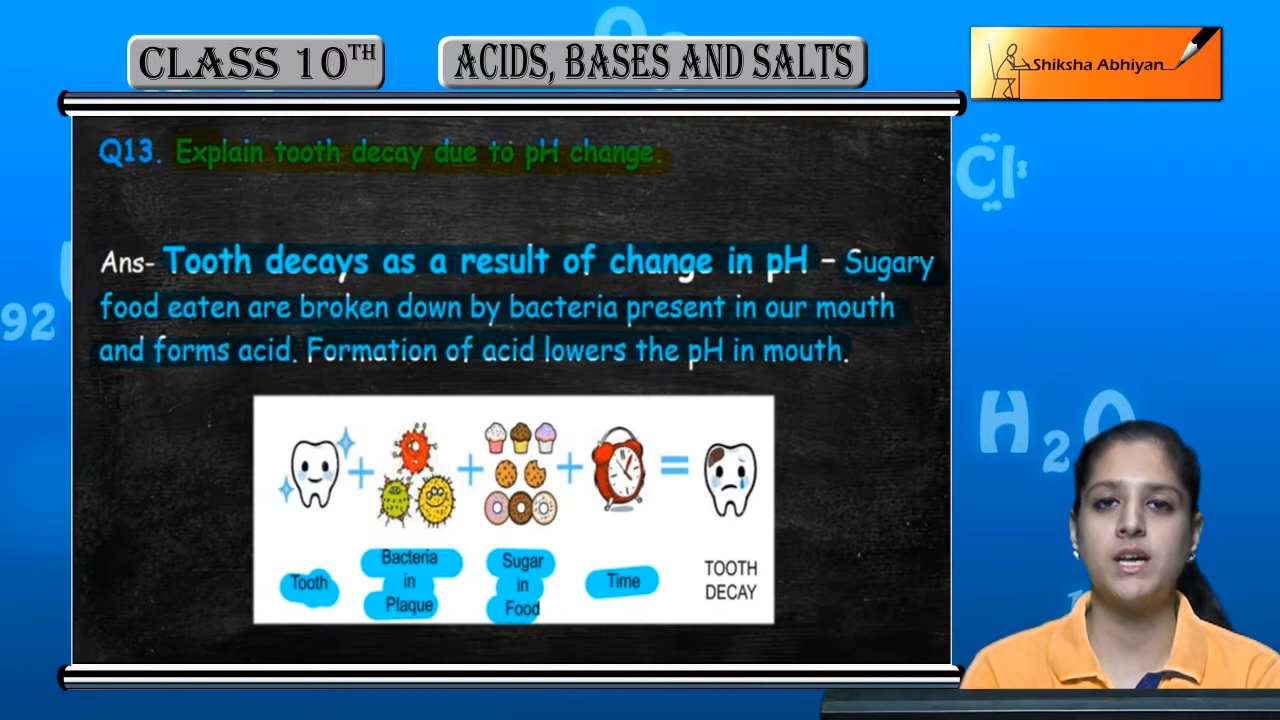 CLASS 10TH
ACIDS, BASES AND SALTS
Shiksha Abhiyan
Q13. Explain tooth decay due to pH change.
Ans- Tooth decays as a result of change in pH – Sugary
food eaten are broken down by bacteria present in our mouth
and forms acid. Formation of acid lowers the pH in mouth.
Tooth
Bacteria
in
Plaque
Sugar
in
Food
Time
TOOTH
DECAY
92
Cl
H2O